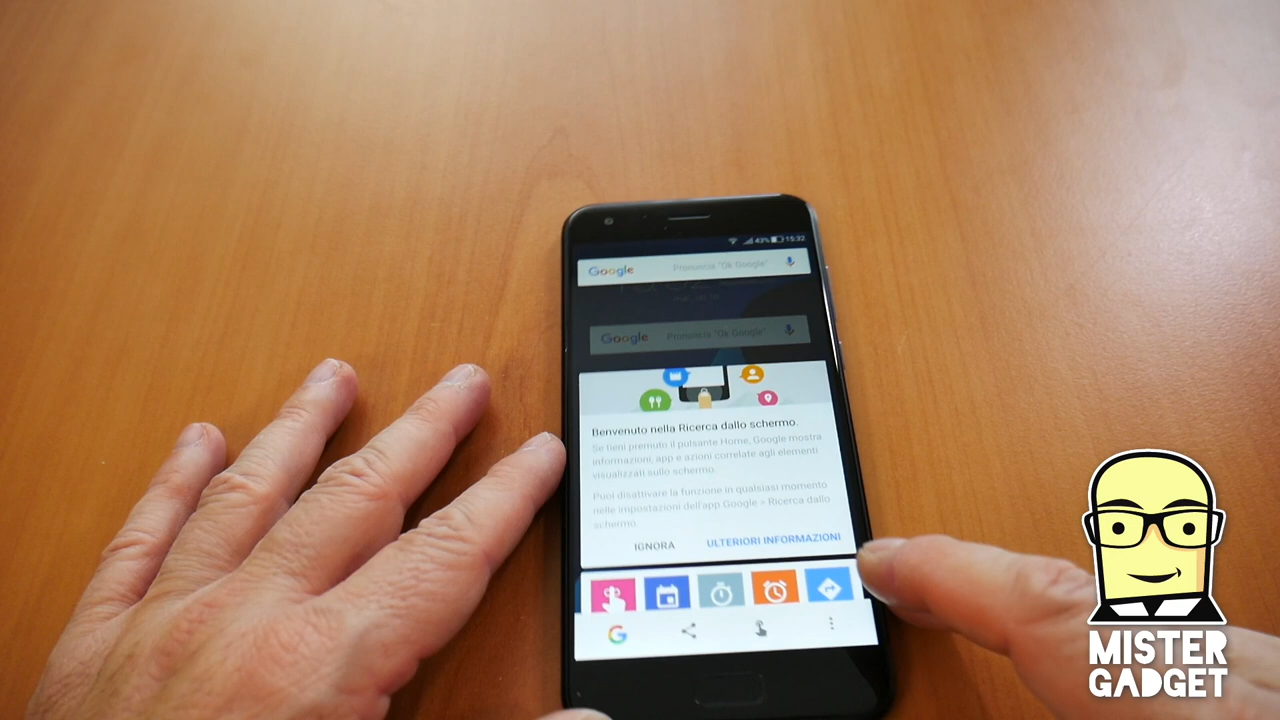 43% 15:32
Google Pronuncia "Ok Google"
Google Pronuncia "Ok Google"
Benvenuto nella Ricerca dallo schermo.
Se tieni premuto il pulsante Home, Google mostra
informazioni, app e azioni correlate agli elementi
visualizzati sullo schermo.
Puoi disattivare la funzione in qualsiasi momento
nelle impostazioni dell'app Google > Ricerca dallo
schermo.
IGNORA ULTERIORI INFORMAZIONI
G
MISTER
GADGET